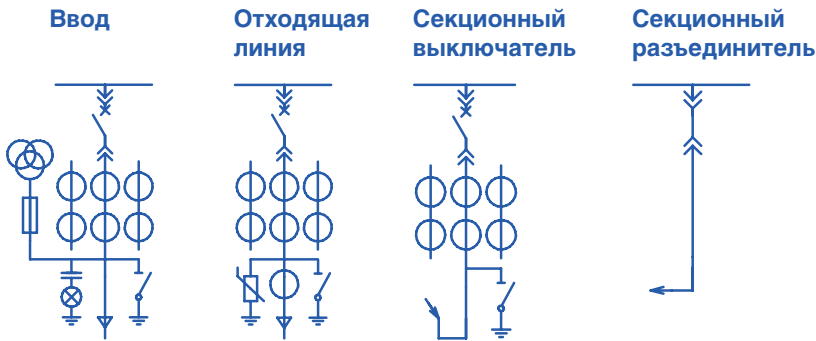 Ввод
Отходящая
линия
Секционный
выключатель
Секционный
разъединитель